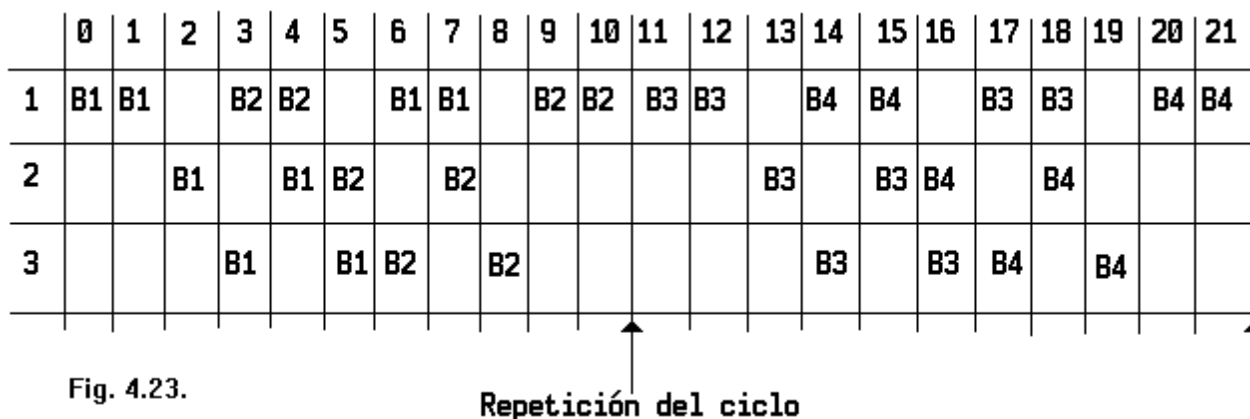 0 1 2 3 4 5 6 7 8 9 10 11 12 13 14 15 16 17 18 19 20 21
1 B1 B1 B2 B2 B1 B1 B2 B2 B3 B3 B4 B4 B3 B3 B4 B4
2 B1 B1 B2 B2 B3 B3 B4 B4
3 B1 B1 B2 B2 B3 B3 B4 B4
Fig. 4.23.
Repetición del ciclo